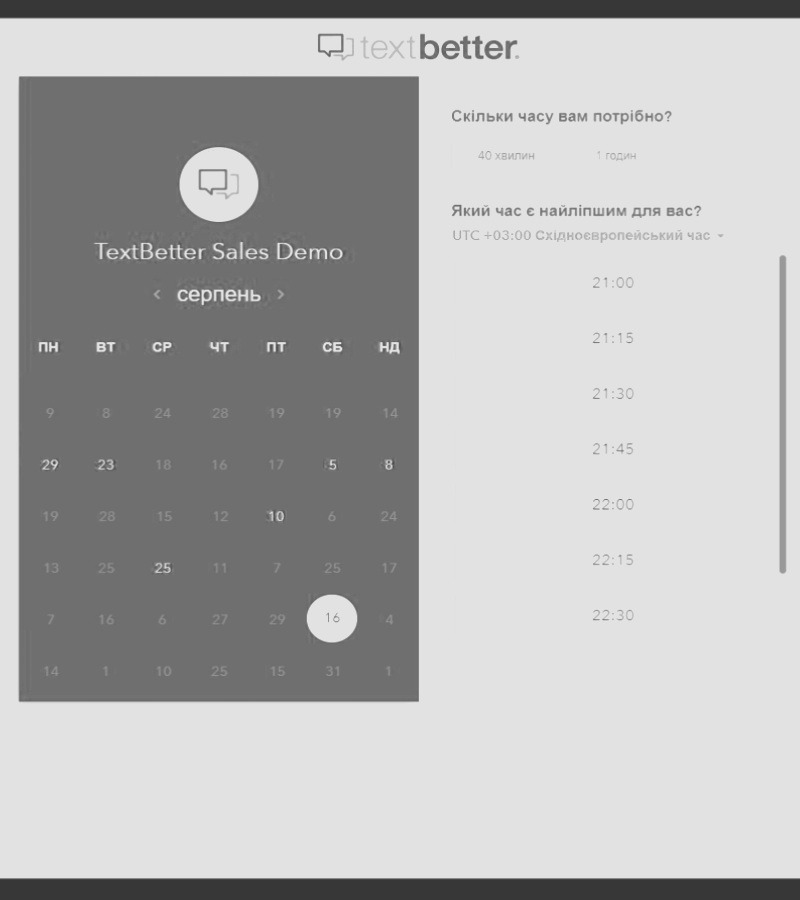 textbetter.
TextBetter Sales Demo
серпень
ПН ВТ СР ЧТ ПТ СБ НД
9 8 24 28 19 19 14
29 23 18 16 17 5 8
19 28 15 12 10 6 24
13 25 25 11 7 25 17
7 16 6 27 29 16 4
14 1 10 25 15 31 1
Скільки часу вам потрібно?
40 хвилин 1 годин
Який час є найліпшим для вас?
UTC +03:00 Східноєвропейський час
21:00
21:15
21:30
21:45
22:00
22:15
22:30